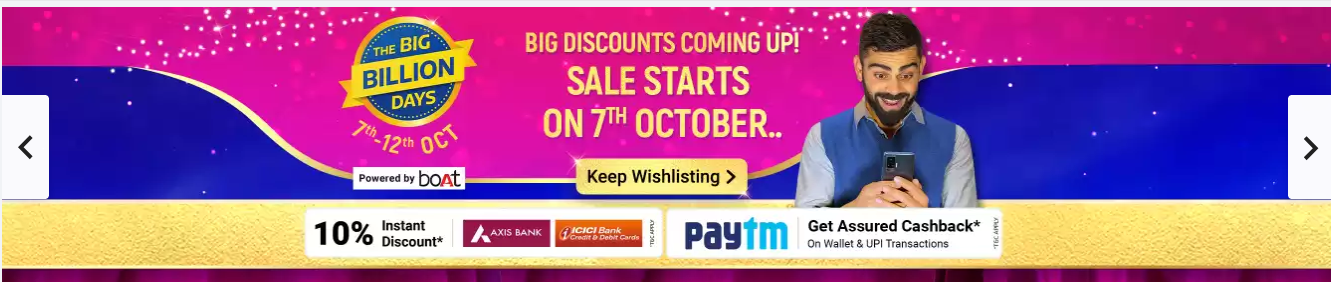 THE BIG
BILLION
DAYS
7th-12th OCT
Powered by boAt
BIG DISCOUNTS COMING UP!
SALE STARTS
ON 7TH OCTOBER..
Keep Wishlisting
10% Instant
Discount*
AXIS BANK
ICICI Bank
Credit & Debit Cards
*T&C APPLY
paytm
Get Assured Cashback*
On Wallet & UPI Transactions
*T&C APPLY